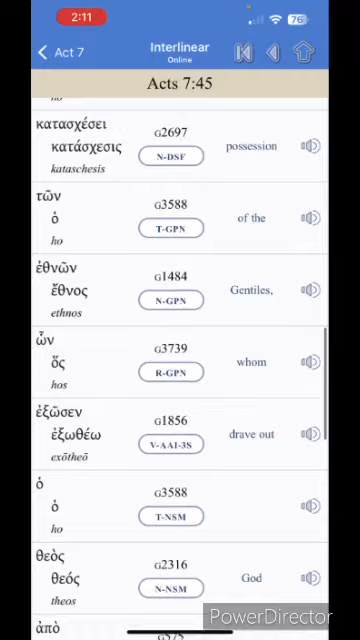 2:11
76
Act 7
Interlinear
Online
Acts 7:45
ho
κατασχέσει
κατάσχεσις
kataschesis
G2697
N-DSF
possession
τῶν
ὁ
ho
G3588
T-GPN
of the
ἐθνῶν
ἔθνος
ethnos
G1484
N-GPN
Gentiles,
ὧν
ὅς
hos
G3739
R-GPN
whom
ἐξῶσεν
ἐξωθέω
exōtheō
G1856
V-AAI-3S
drave out
ὁ
ὁ
ho
G3588
T-NSM
θεὸς
θεός
theos
G2316
N-NSM
God
ἀπὸ
G575
PowerDirector